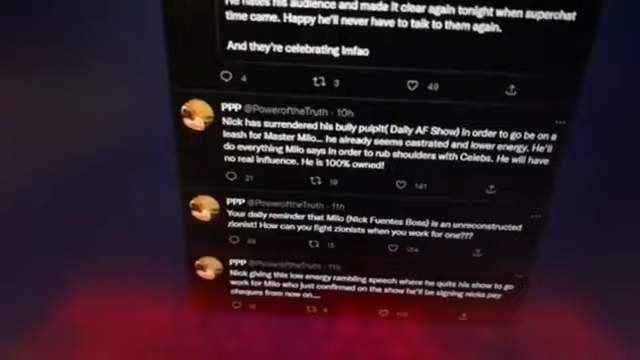 He hates his audience and made it clear again tonight when superchat
time came. Happy he'll never have to talk to them again.
And they're celebrating lmfao
4 3 49
PPP @PoweroftheTruth · 10h
Nick has surrendered his bully pulpit( Daily AF Show) in order to go be on a
leash for Master Milo... he already seems castrated and lower energy. He'll
do everything Milo says in order to rub shoulders with Celebs. He will have
no real influence. He is 100% owned!
21 19 141
PPP @PoweroftheTruth · 11h
Your daily reminder that Milo (Nick Fuentes Boss) is an unreconstructed
zionist! How can you fight zionists when you work for one???
15
PPP @PoweroftheTruth · 11h
Nick giving this low energy rambling speech where he quits his show to go
work for Milo who just confirmed on the show he'll be signing nicks pay
cheques from now on....